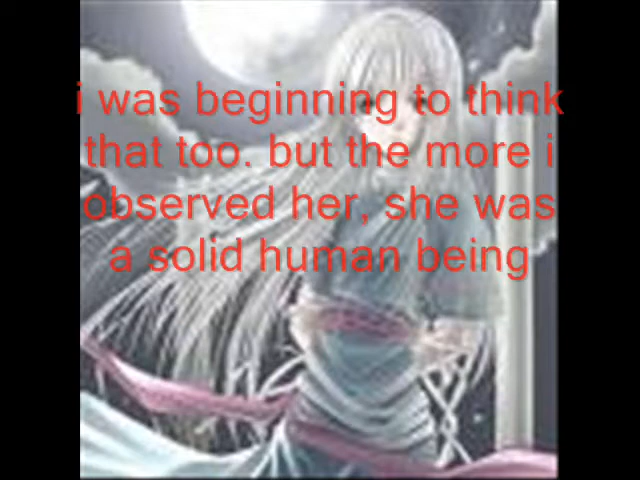 i was beginning to think
that too. but the more i
observed her, she was
a solid human being